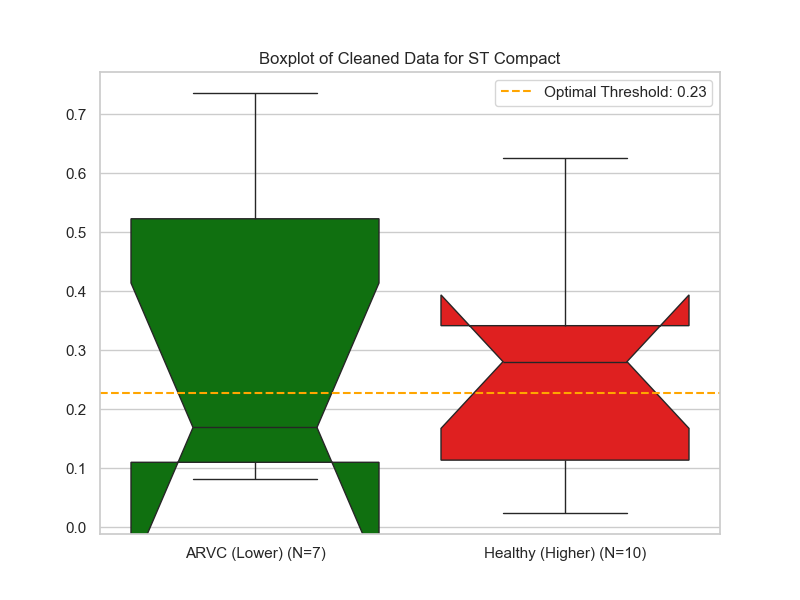 Boxplot of Cleaned Data for ST Compact
Optimal Threshold: 0.23
0.7
0.6
0.5
0.4
0.3
0.2
0.1
0.0
ARVC (Lower) (N=7)
Healthy (Higher) (N=10)